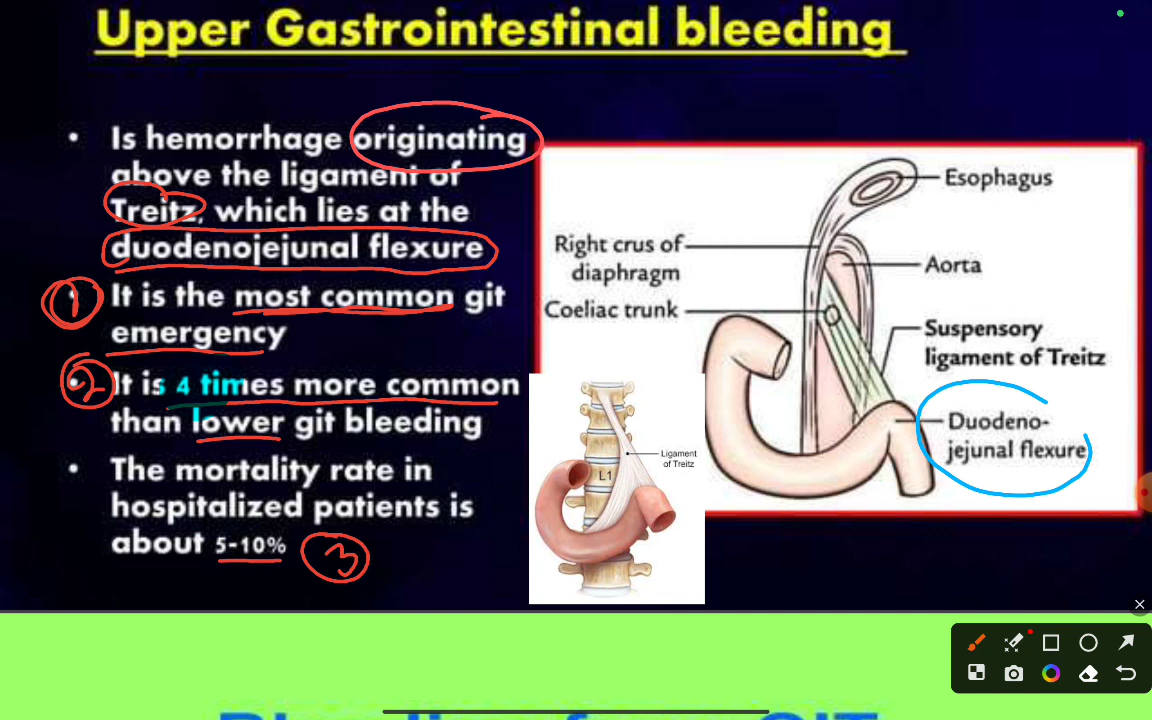 Upper Gastrointestinal bleeding
• Is hemorrhage originating
above the ligament of
Treitz, which lies at the
duodenojejunal flexure
1
• It is the most common git
emergency
2
• It is 4 times more common
than lower git bleeding
• The mortality rate in
hospitalized patients is
about 5-10%
3
Esophagus
Right crus of
diaphragm
Aorta
Coeliac trunk
Suspensory
ligament of Treitz
Duodeno-
jejunal flexure
Ligament
of Treitz
L1